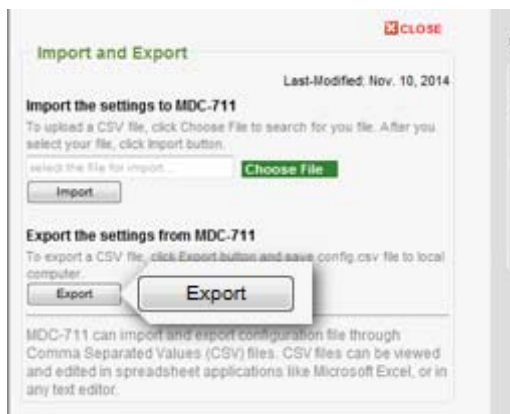 CLOSE
Import and Export
Last-Modified: Nov. 10, 2014
Import the settings to MDC-711
To upload a CSV file, click Choose File to search for you file. After you
select your file, click Import button.
select the file for import...
Choose File
Import
Export the settings from MDC-711
To export a CSV file, click Export button and save config.csv file to local
computer.
Export
Export
MDC-711 can import and export configuration file through
Comma Separated Values (CSV) files. CSV files can be viewed
and edited in spreadsheet applications like Microsoft Excel, or in
any text editor.